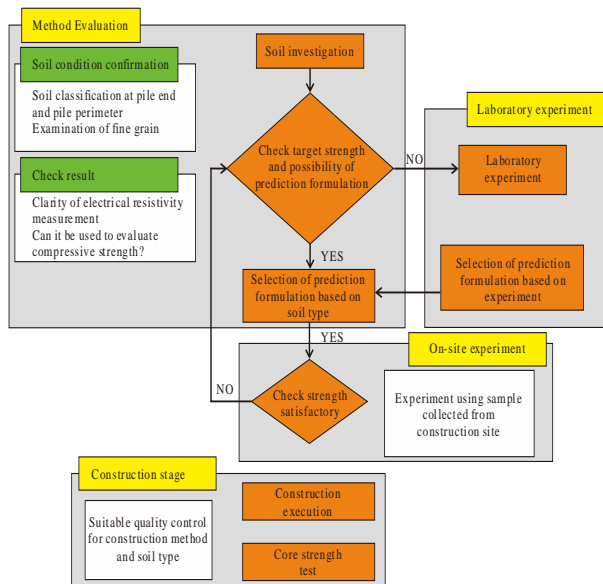 Method Evaluation
Soil condition confirmation
Soil classification at pile end
and pile perimeter
Examination of fine grain
Check result
Clarity of electrical resistivity
measurement
Can it be used to evaluate
compressive strength?
Soil investigation
Check target strength
and possibility of
prediction formulation
NO
YES
Selection of prediction
formulation based on
soil type
Laboratory experiment
Laboratory
experiment
Selection of prediction
formulation based on
experiment
YES
On-site experiment
NO
Check strength
satisfactory
Experiment using sample
collected from
construction site
Construction stage
Suitable quality control
for construction method
and soil type
Construction
execution
Core strength
test